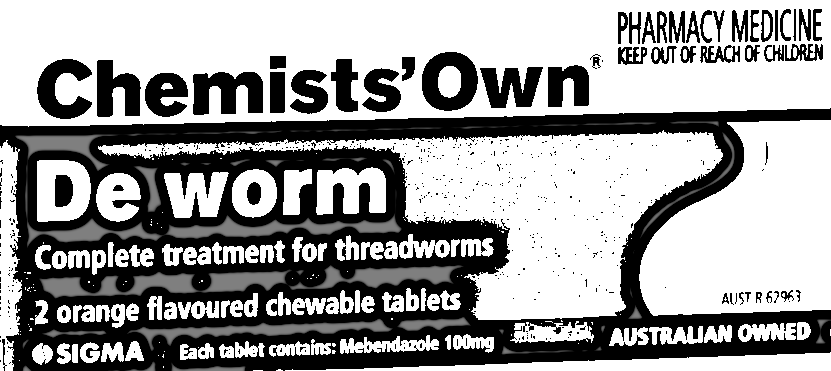 PHARMACY MEDICINE
KEEP OUT OF REACH OF CHILDREN
Chemists' Own®
De worm
Complete treatment for threadworms
2 orange flavoured chewable tablets
AUST R 62963
SIGMA Each tablet contains: Mebendazole 100mg AUSTRALIAN OWNED